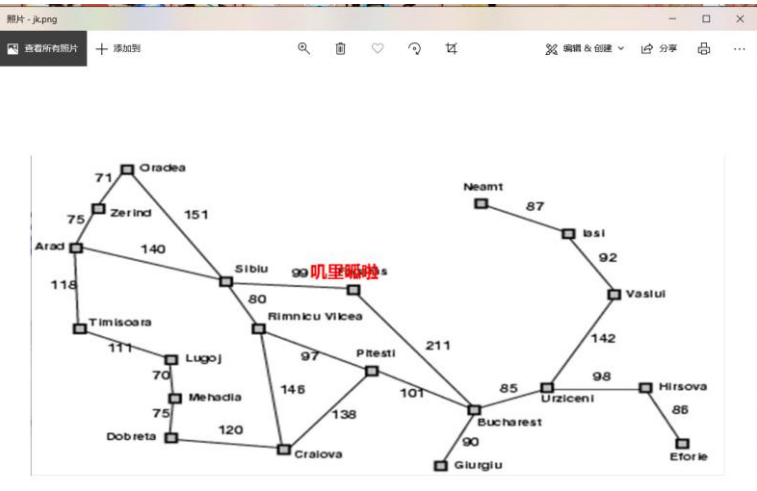 照片 - jk.png
查看所有照片
添加到
编辑 & 创建
分享
Oradea
71
Neamt
87
Zerind
151
75
Iasi
Arad
140
92
Sibiu
99
叽里呱啦
118
80
Vaslui
Rimnicu Vilcea
Timisoara
142
111
211
Lugoj
97
Pitesti
70
98
Hirsova
146
101
85
Mehadia
Urziceni
75
138
86
Bucharest
120
Dobreta
90
Craiova
Eforie
Giurgiu